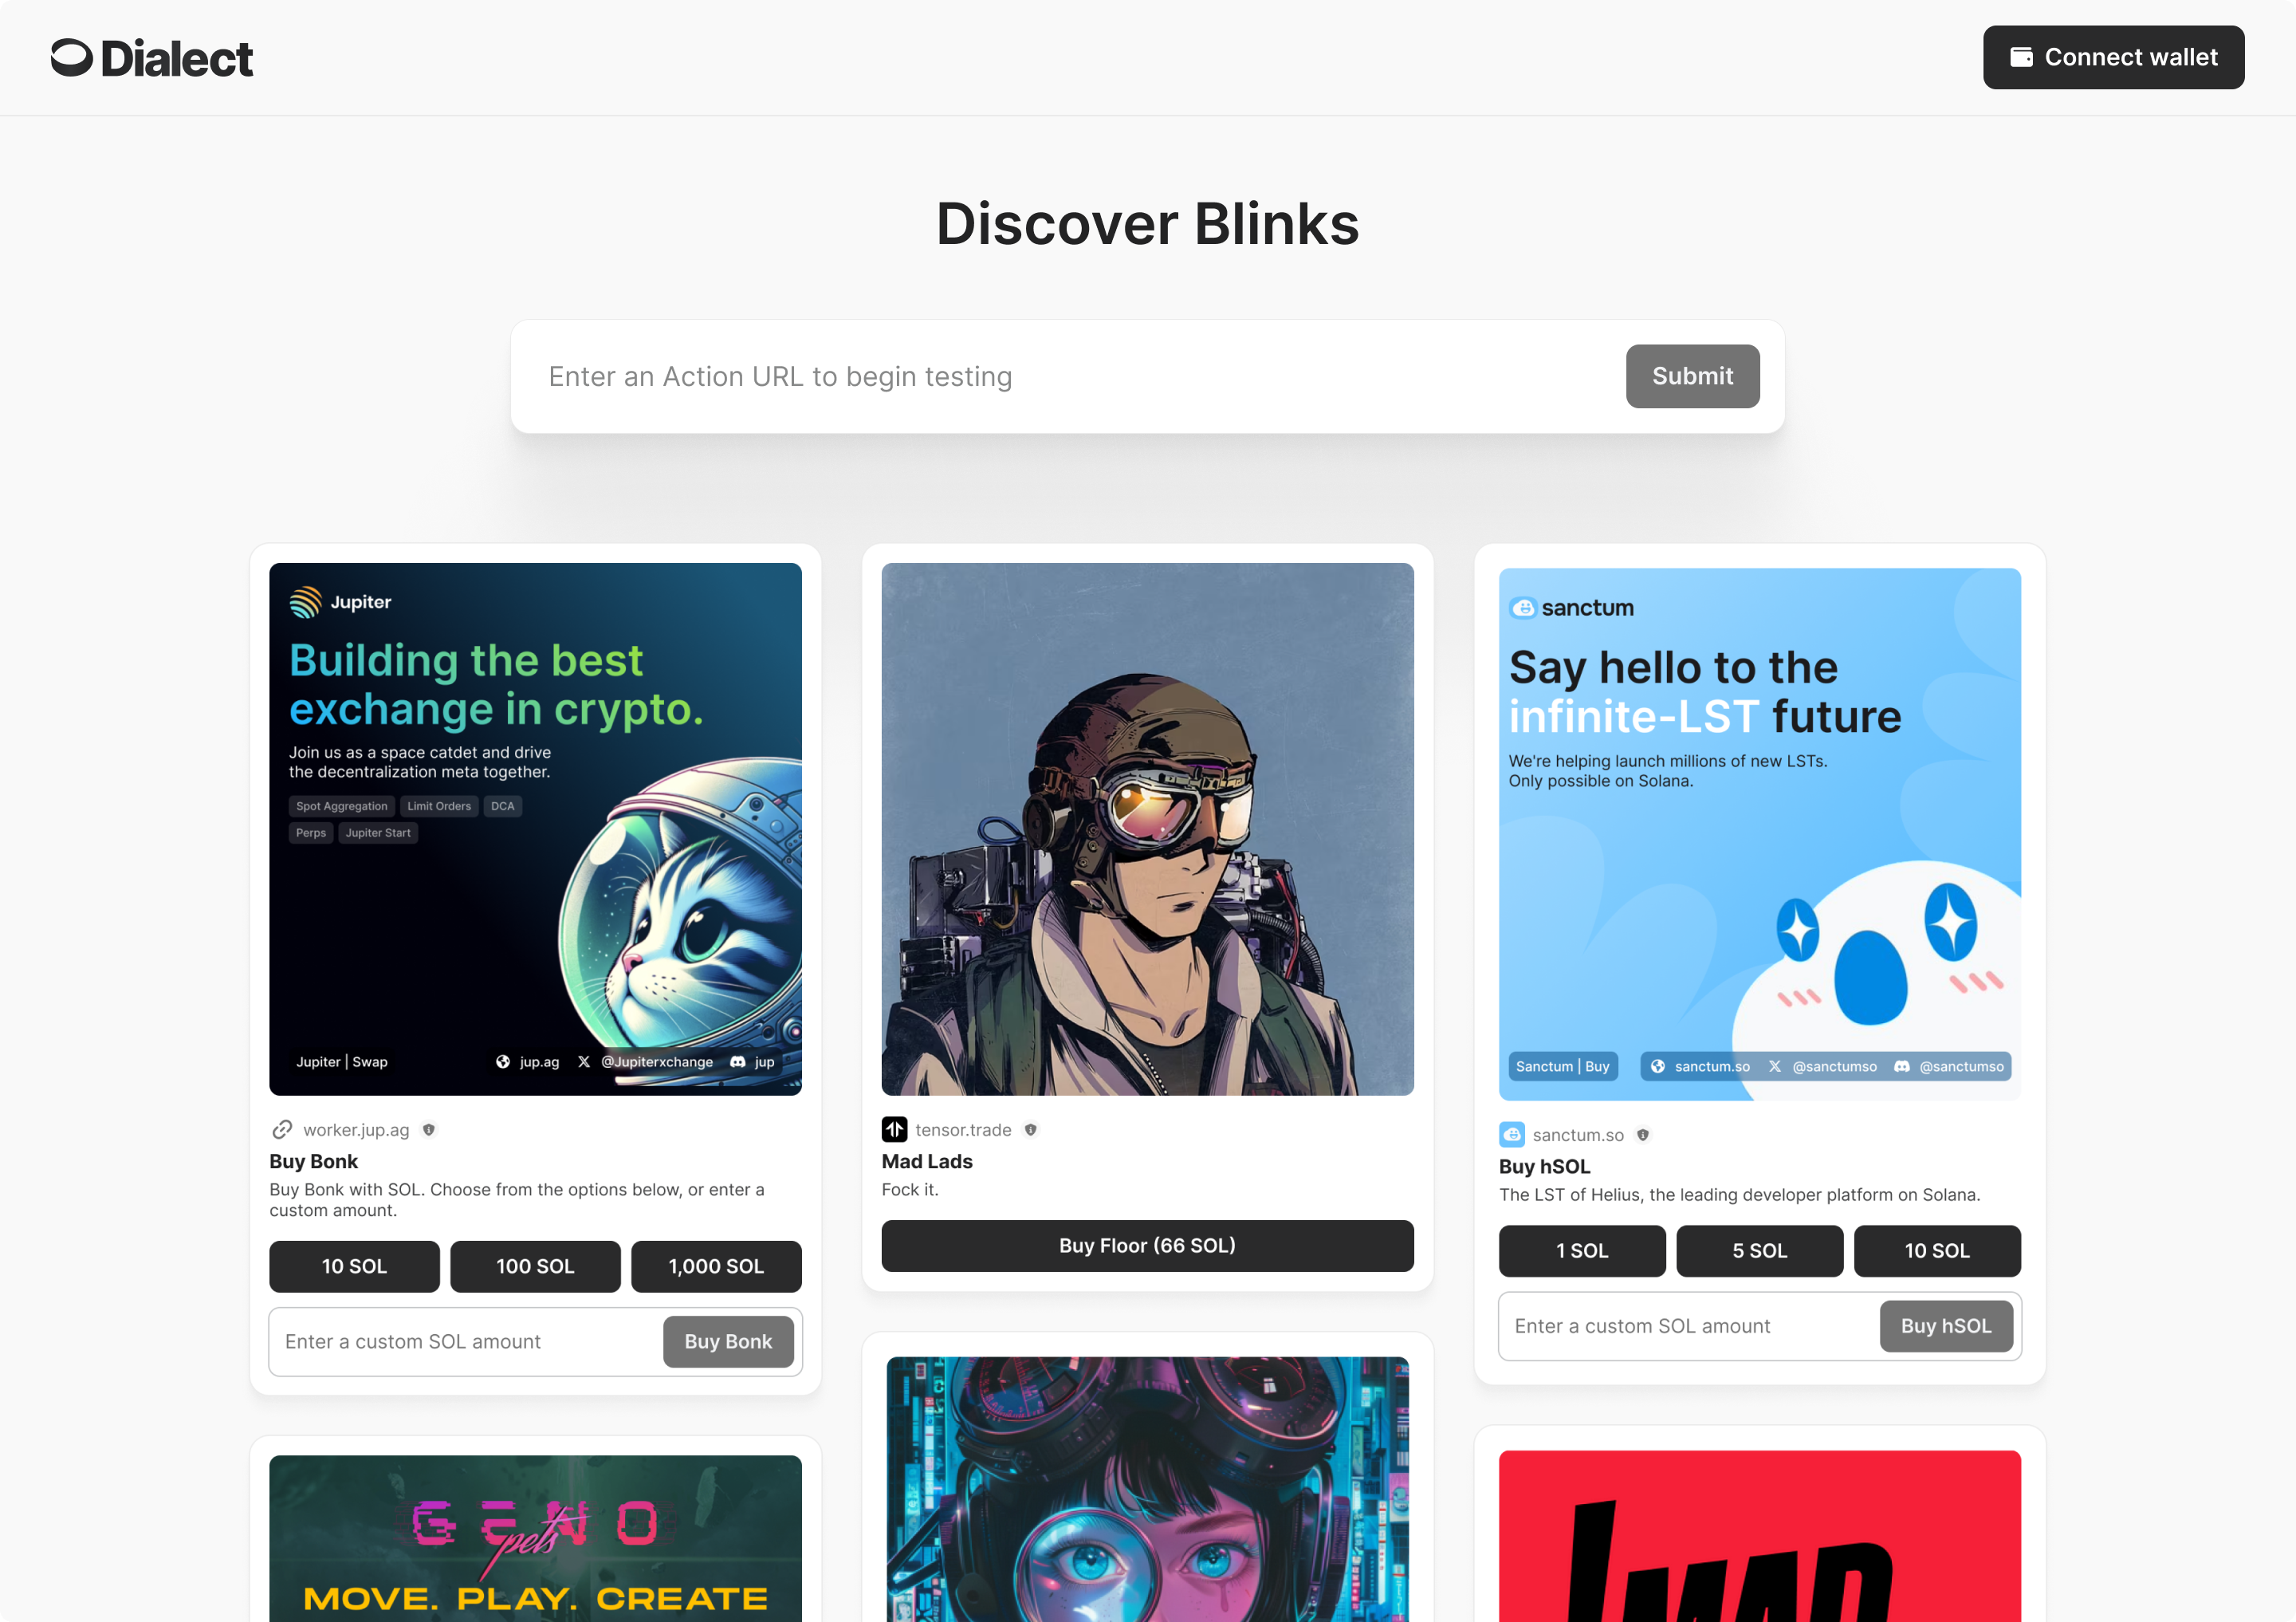 Dialect
Connect wallet
Discover Blinks
Enter an Action URL to begin testing
Submit
Jupiter
Building the best
exchange in crypto.
Join us as a space catdet and drive
the decentralization meta together.
Spot Aggregation Limit Orders DCA
Perps Jupiter Start
Jupiter | Swap jup.ag @Jupiterxchange jup
worker.jup.ag
Buy Bonk
Buy Bonk with SOL. Choose from the options below, or enter a
custom amount.
10 SOL 100 SOL 1,000 SOL
Enter a custom SOL amount Buy Bonk
GENO
pets
MOVE. PLAY. CREATE
tensor.trade
Mad Lads
Fock it.
Buy Floor (66 SOL)
sanctum
Say hello to the
infinite-LST future
We're helping launch millions of new LSTs.
Only possible on Solana.
Sanctum | Buy sanctum.so @sanctumso @sanctumso
sanctum.so
Buy hSOL
The LST of Helius, the leading developer platform on Solana.
1 SOL 5 SOL 10 SOL
Enter a custom SOL amount Buy hSOL